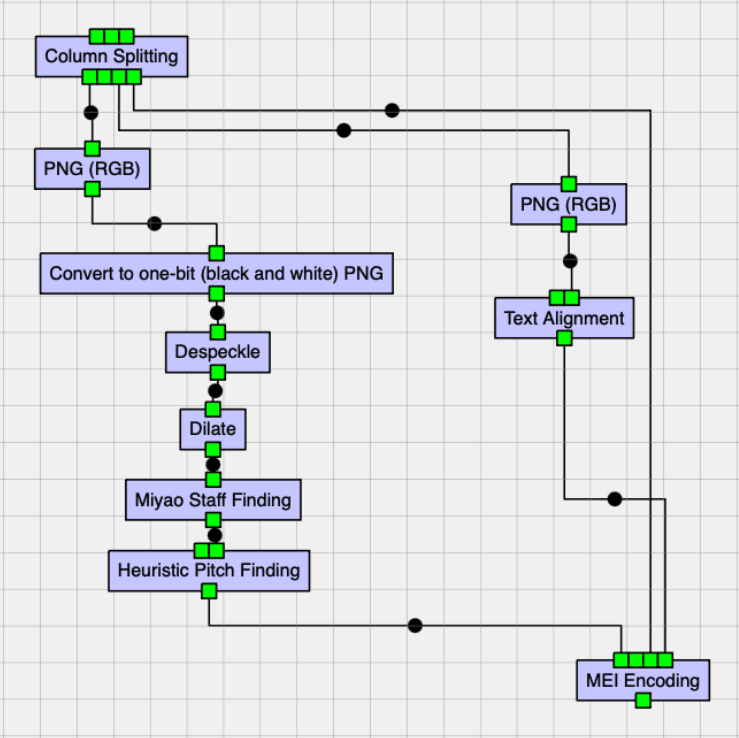 Column Splitting
PNG (RGB)
PNG (RGB)
Convert to one-bit (black and white) PNG
Text Alignment
Despeckle
Dilate
Miyao Staff Finding
Heuristic Pitch Finding
MEI Encoding